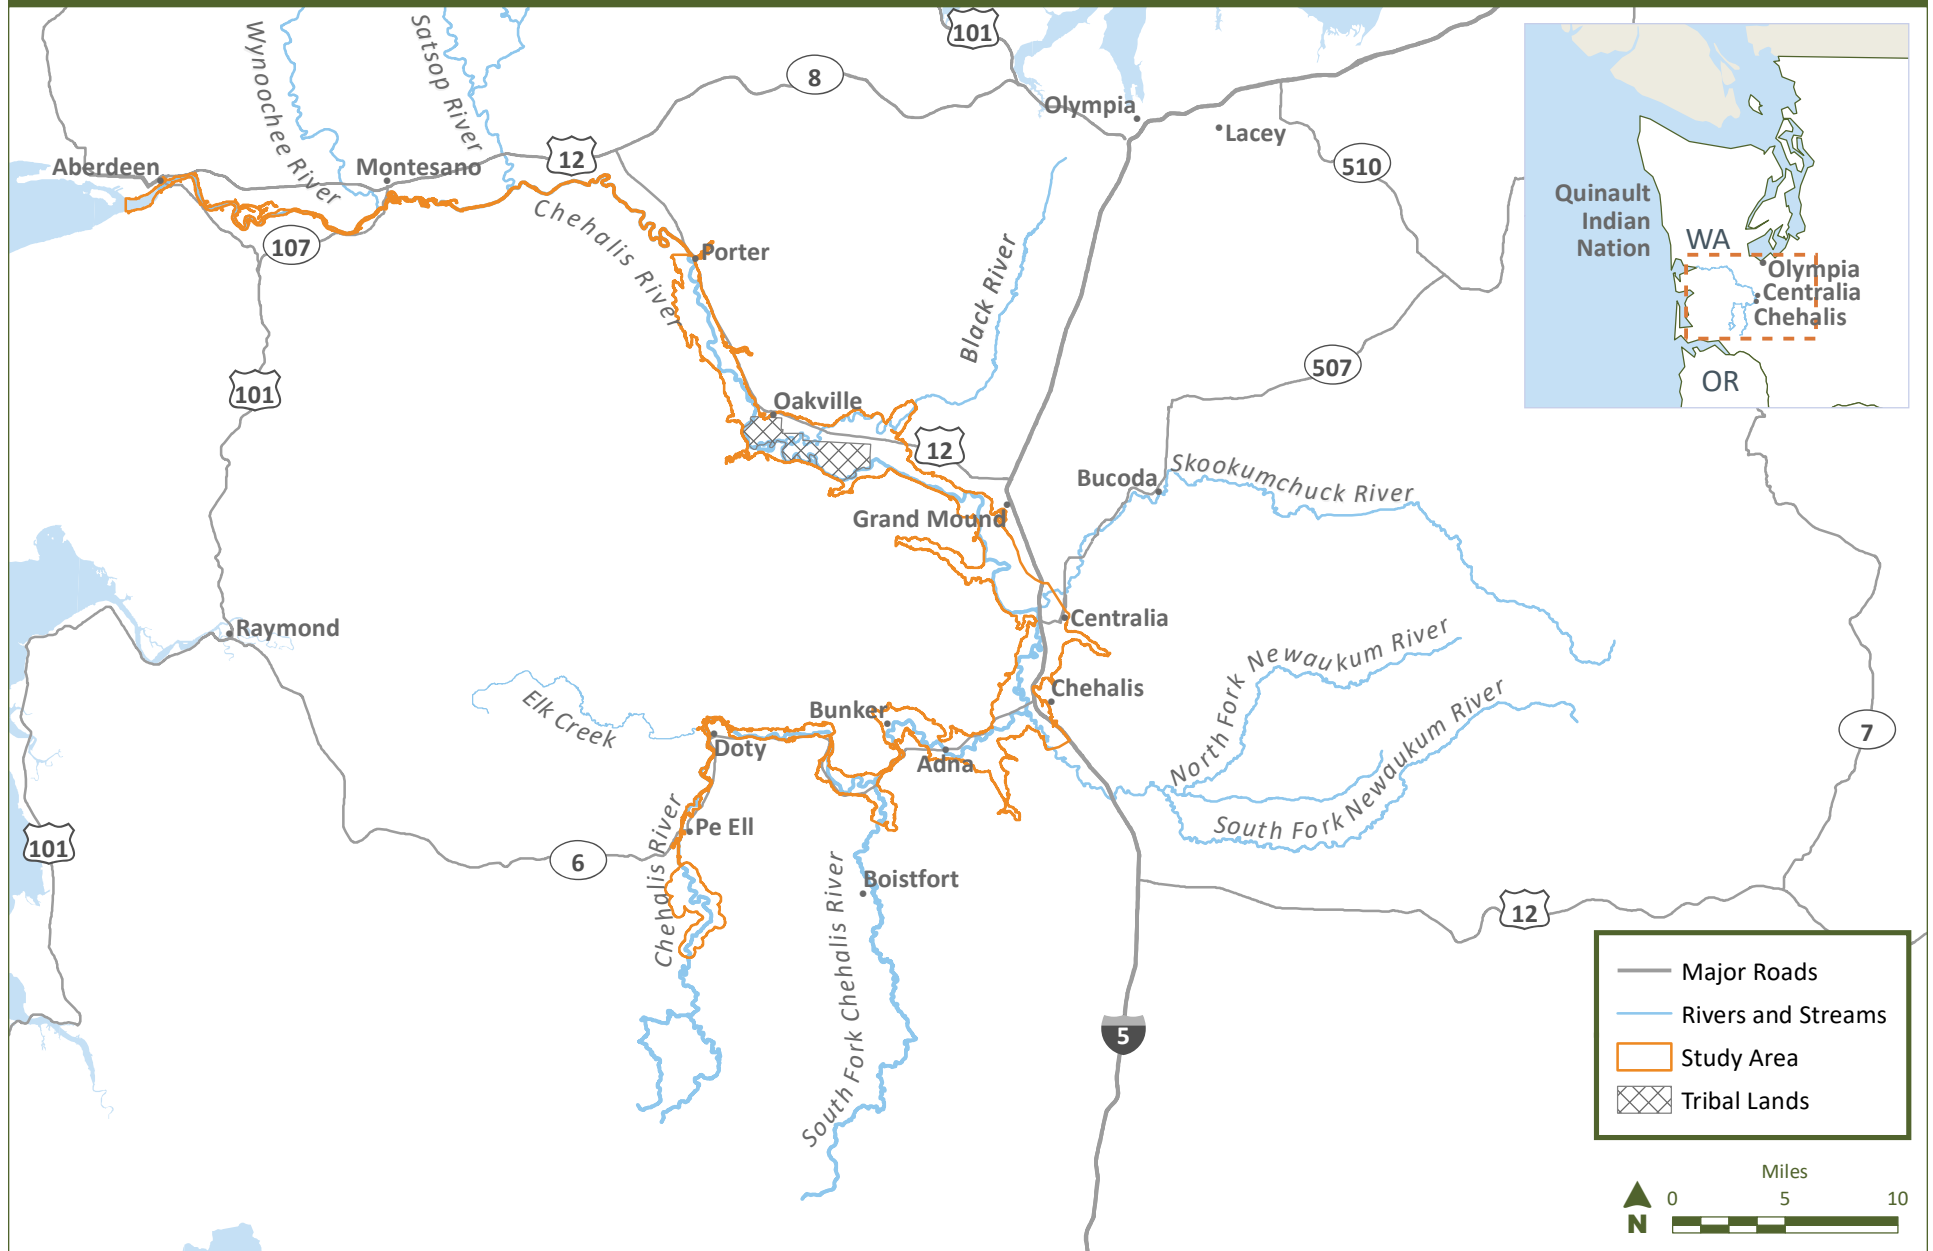 101
Wynoochee River
Satsop River
8
Olympia
Lacey
12
510
Aberdeen
Montesano
Quinault
Indian
Nation
WA
Olympia
Centralia
Chehalis
OR
107
Chehalis River
Porter
Black River
507
101
Oakville
12
Bucoda
Skookumchuck River
Grand Mound
Raymond
Centralia
North Fork Newaukum River
Chehalis
Elk Creek
Bunker
Doty
Adna
South Fork Newaukum River
7
Chehalis River
Pe Ell
101
6
Boistfort
South Fork Chehalis River
12
5
Major Roads
Rivers and Streams
Study Area
Tribal Lands
Miles
0 5 10
N